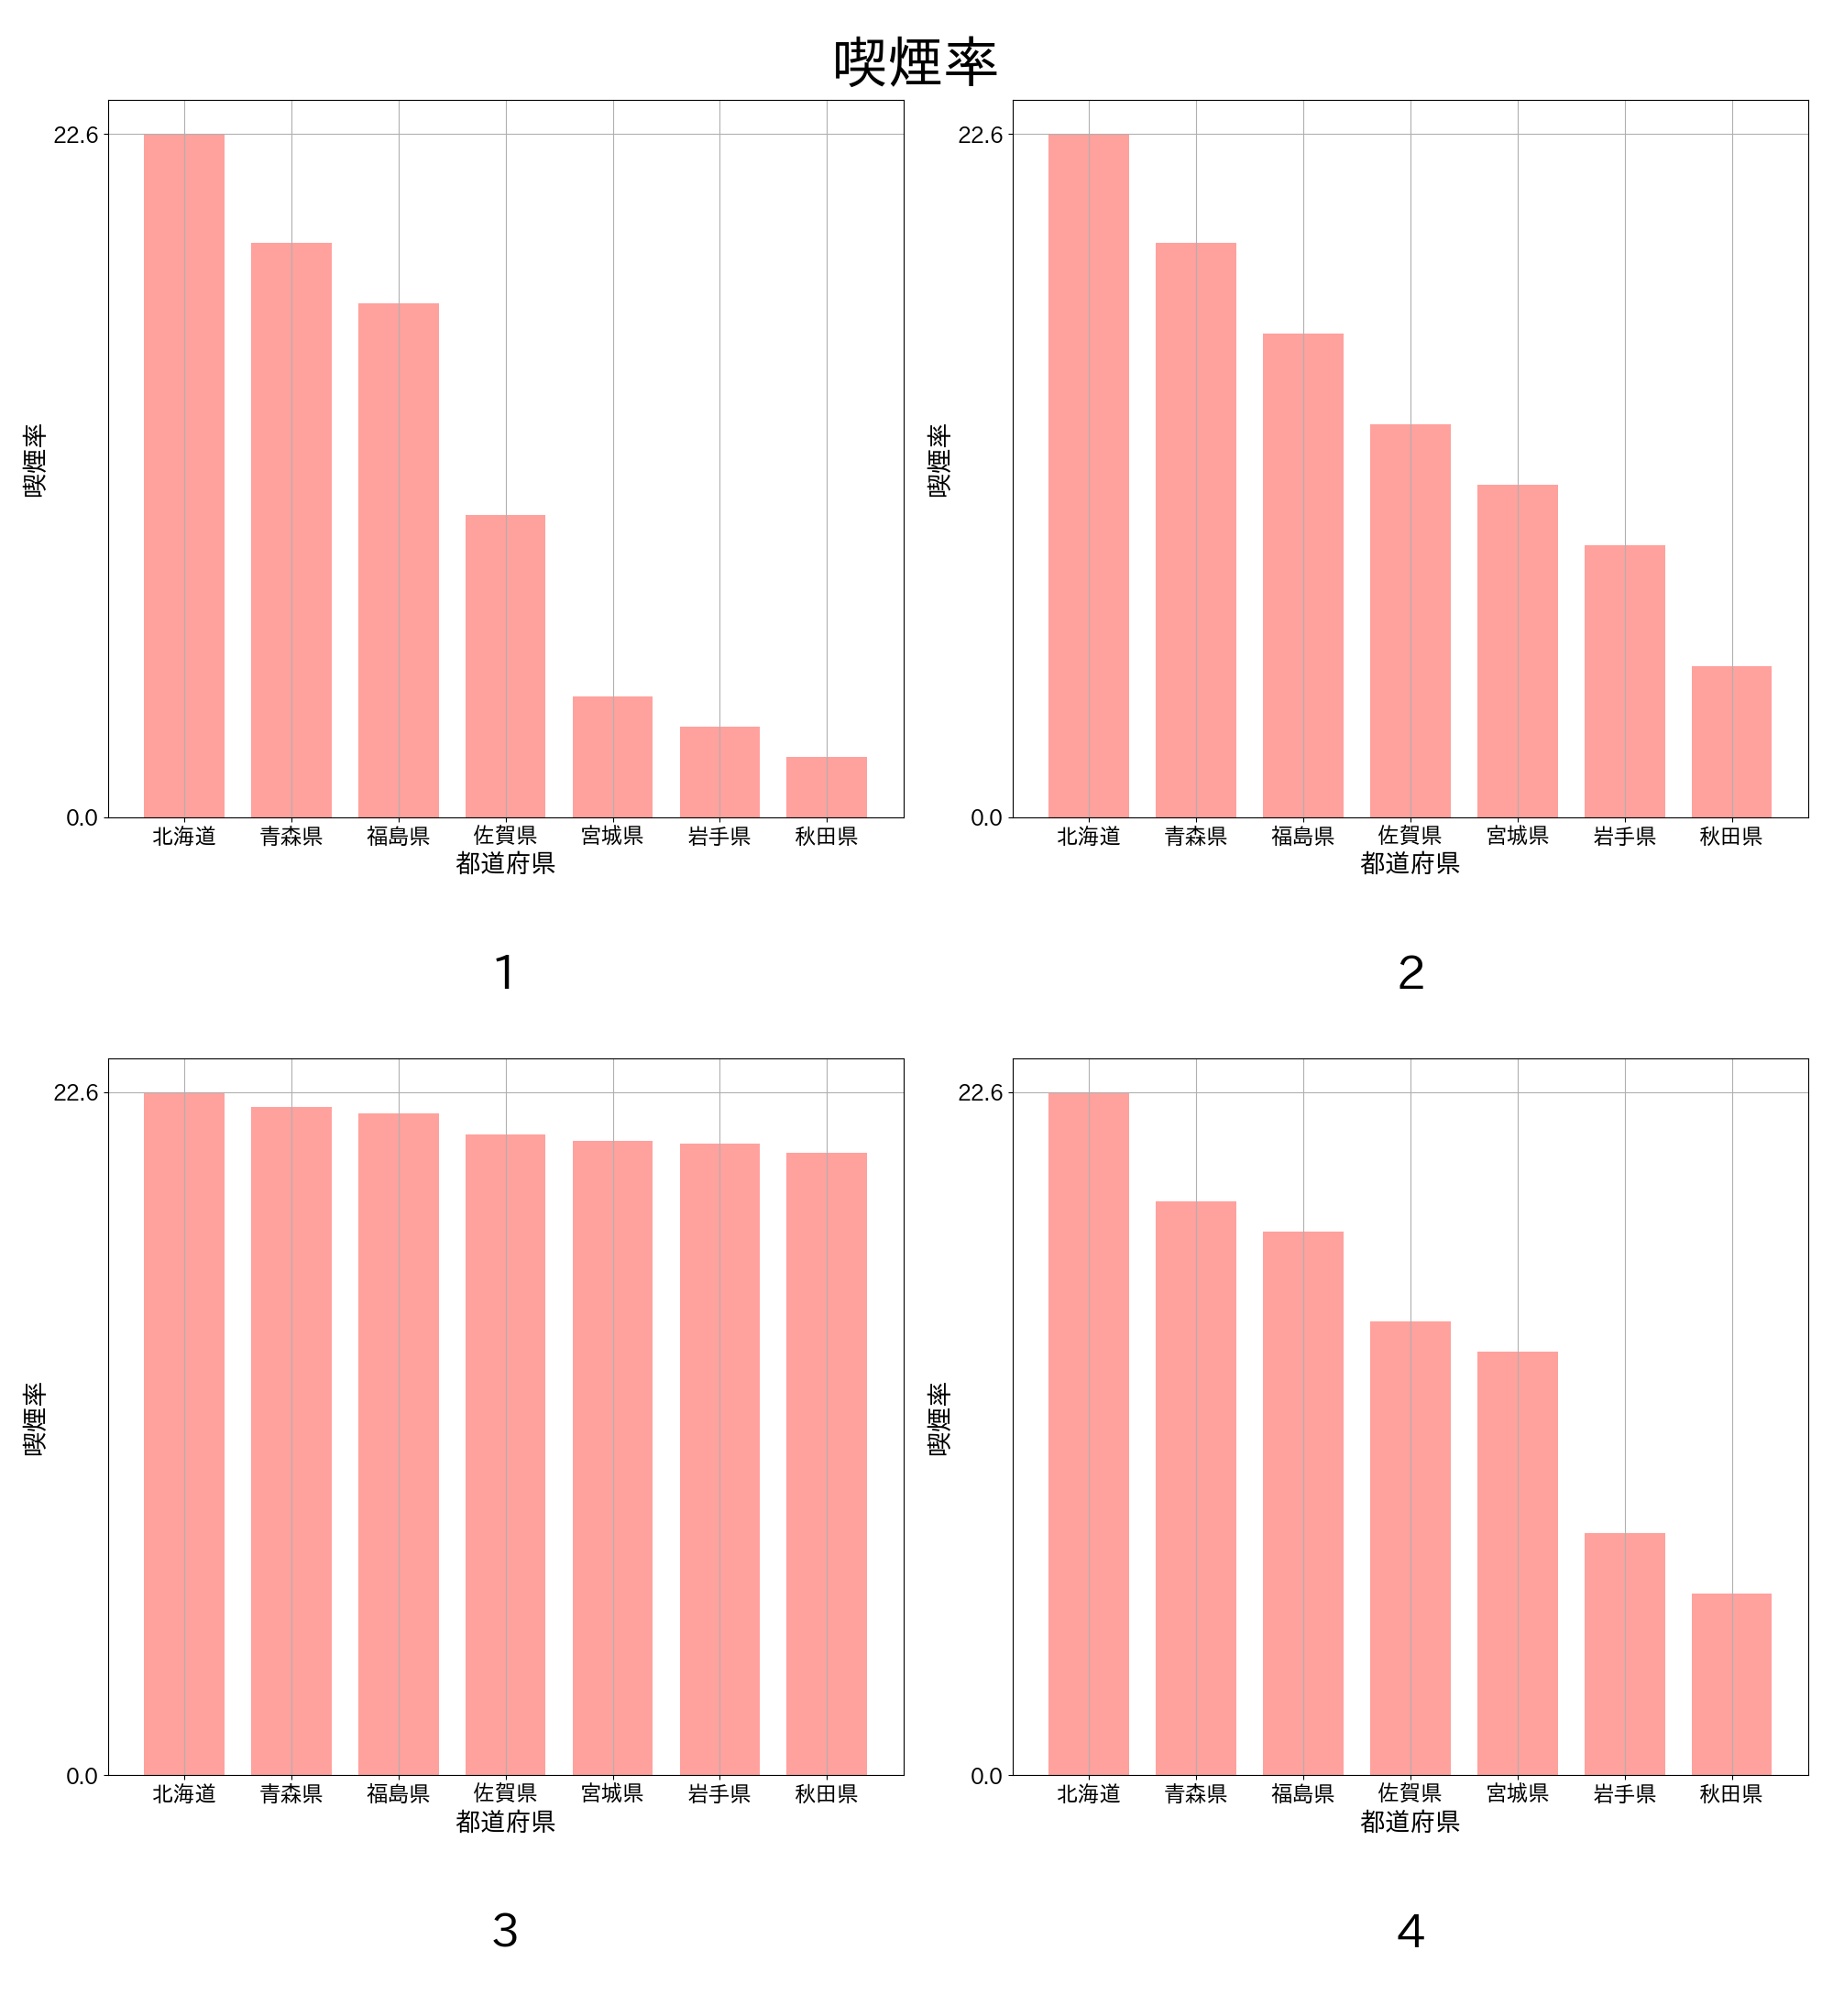 喫煙率
22.6
0.0
喫煙率
北海道 青森県 福島県 佐賀県 宮城県 岩手県 秋田県
都道府県
1
22.6
0.0
喫煙率
北海道 青森県 福島県 佐賀県 宮城県 岩手県 秋田県
都道府県
2
22.6
0.0
喫煙率
北海道 青森県 福島県 佐賀県 宮城県 岩手県 秋田県
都道府県
3
22.6
0.0
喫煙率
北海道 青森県 福島県 佐賀県 宮城県 岩手県 秋田県
都道府県
4